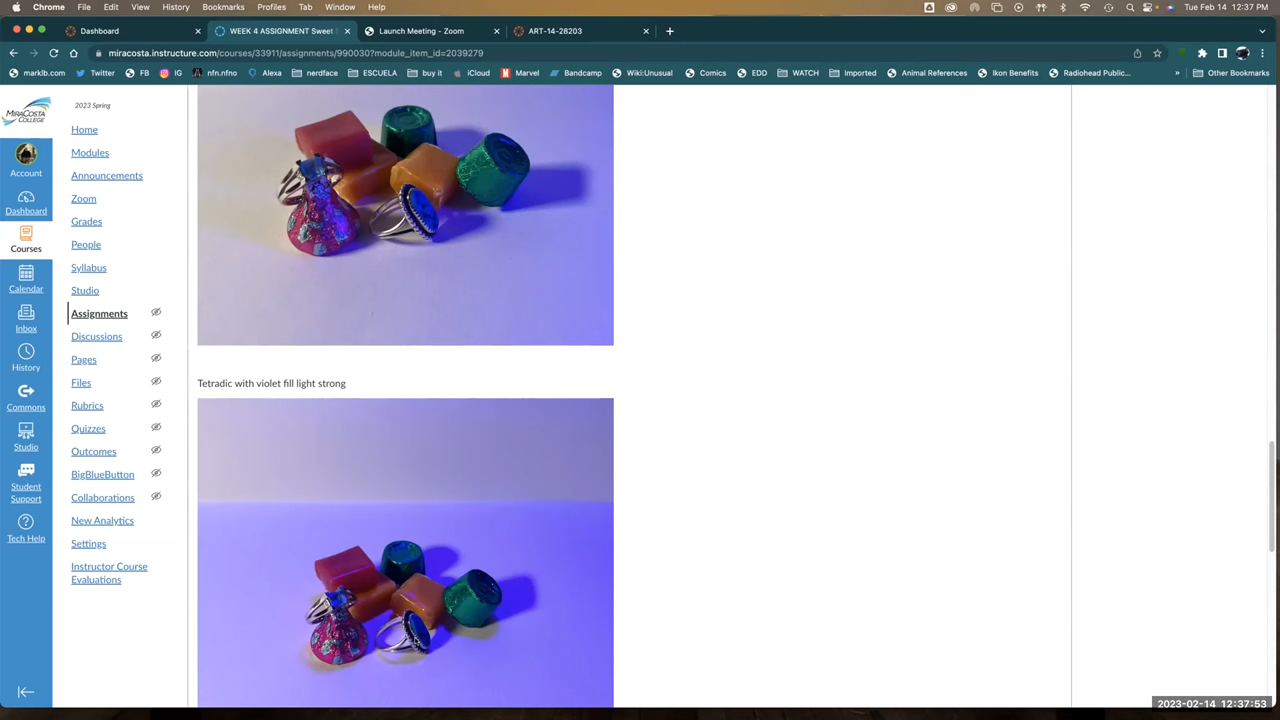 Chrome File Edit View History Bookmarks Profiles Tab Window Help Tue Feb 14 12:37 PM
Dashboard WEEK 4 ASSIGNMENT Sweet Launch Meeting - Zoom ART-14-28203
miracosta.instructure.com/courses/33911/assignments/990030?module_item_id=2039279
marklb.com Twitter FB IG nfn.nfno Alexa nerdface ESCUELA buy it iCloud Marvel Bandcamp Wiki:Unusual Comics EDD WATCH Imported Animal References Ikon Benefits Radiohead Public... » Other Bookmarks
MIRACOSTA
COLLEGE
Account
Dashboard
Courses
Calendar
Inbox
History
Commons
Studio
Student
Support
Tech Help
2023 Spring
Home
Modules
Announcements
Zoom
Grades
People
Syllabus
Studio
Assignments
Discussions
Pages
Files
Rubrics
Quizzes
Outcomes
BigBlueButton
Collaborations
New Analytics
Settings
Instructor Course
Evaluations
Tetradic with violet fill light strong
2023-02-14 12:37:53